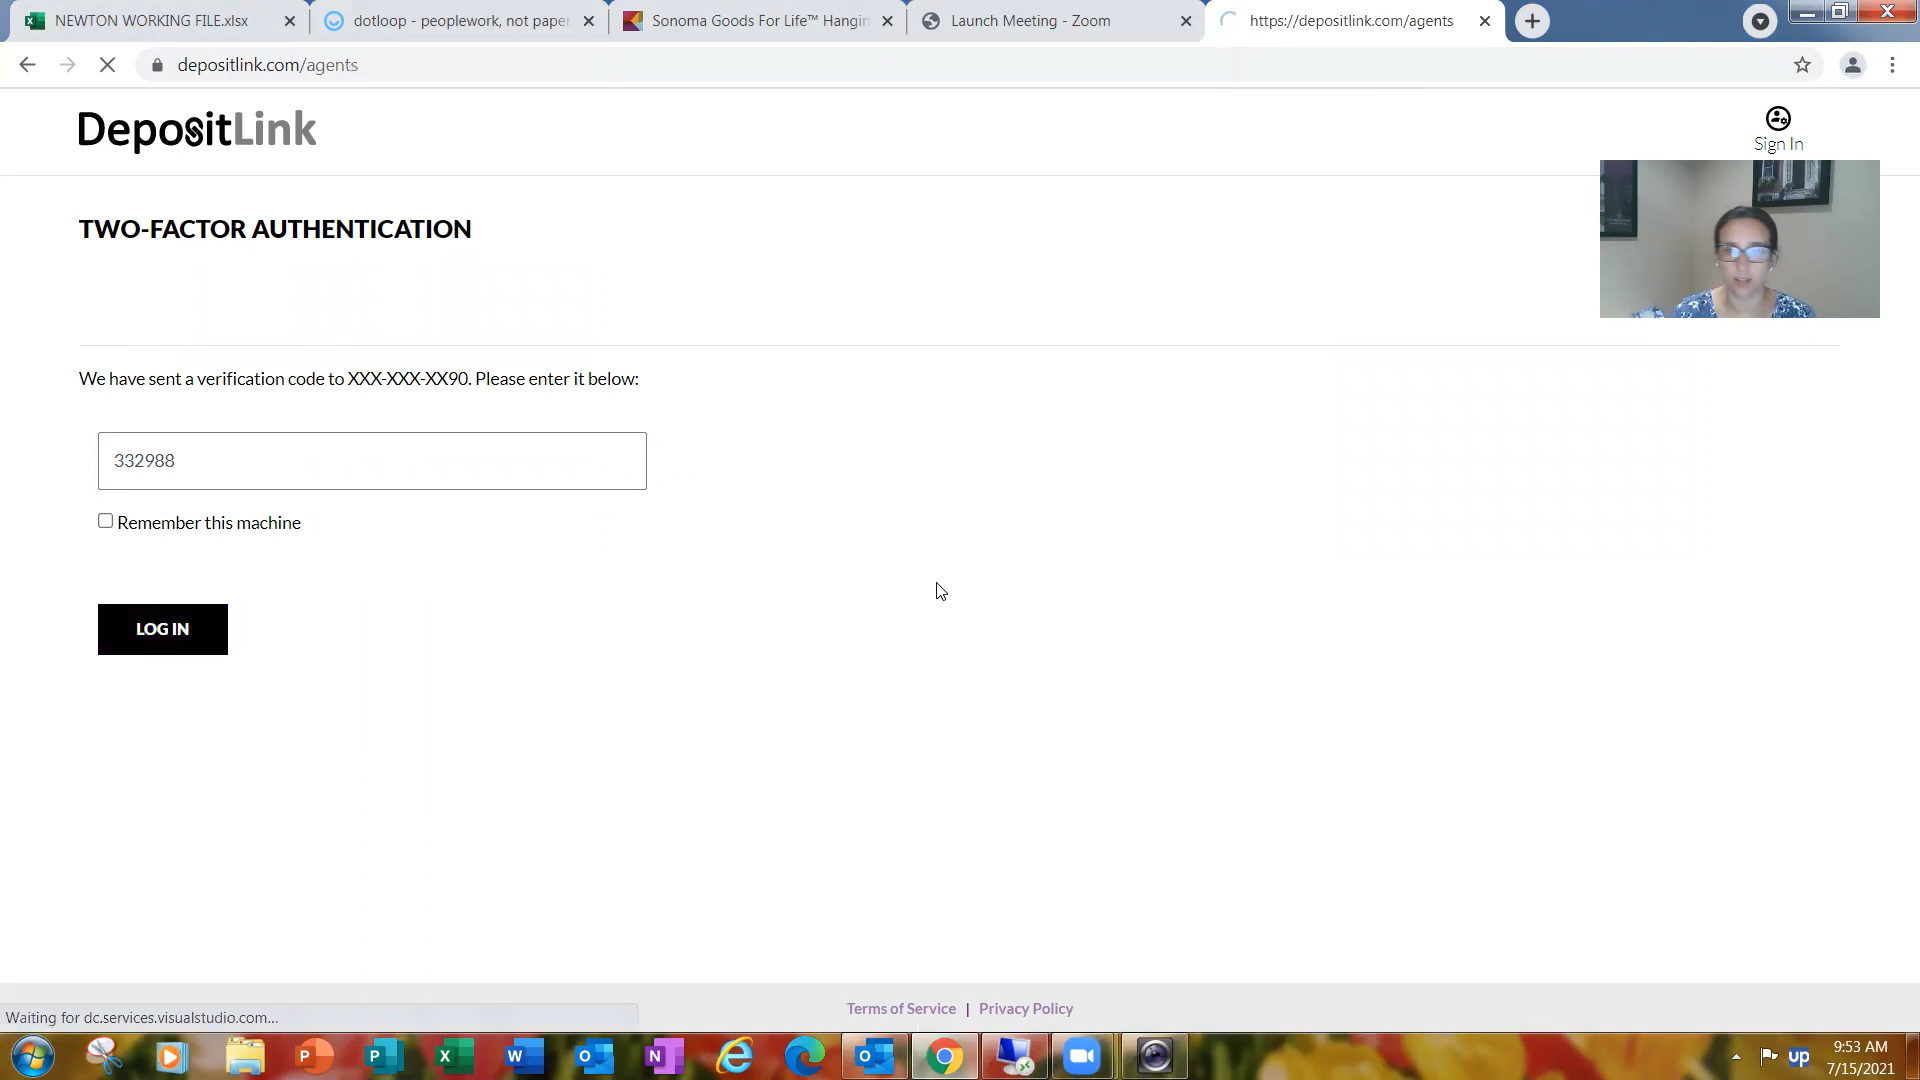 NEWTON WORKING FILE.xlsx
dotloop - peoplework, not paper
Sonoma Goods For Life™ Hangin
Launch Meeting - Zoom
https://depositlink.com/agents
depositlink.com/agents
DepositLink
Sign In
TWO-FACTOR AUTHENTICATION
We have sent a verification code to XXX-XXX-XX90. Please enter it below:
332988
Remember this machine
LOG IN
Terms of Service | Privacy Policy
Waiting for dc.services.visualstudio.com...
up
9:53 AM
7/15/2021